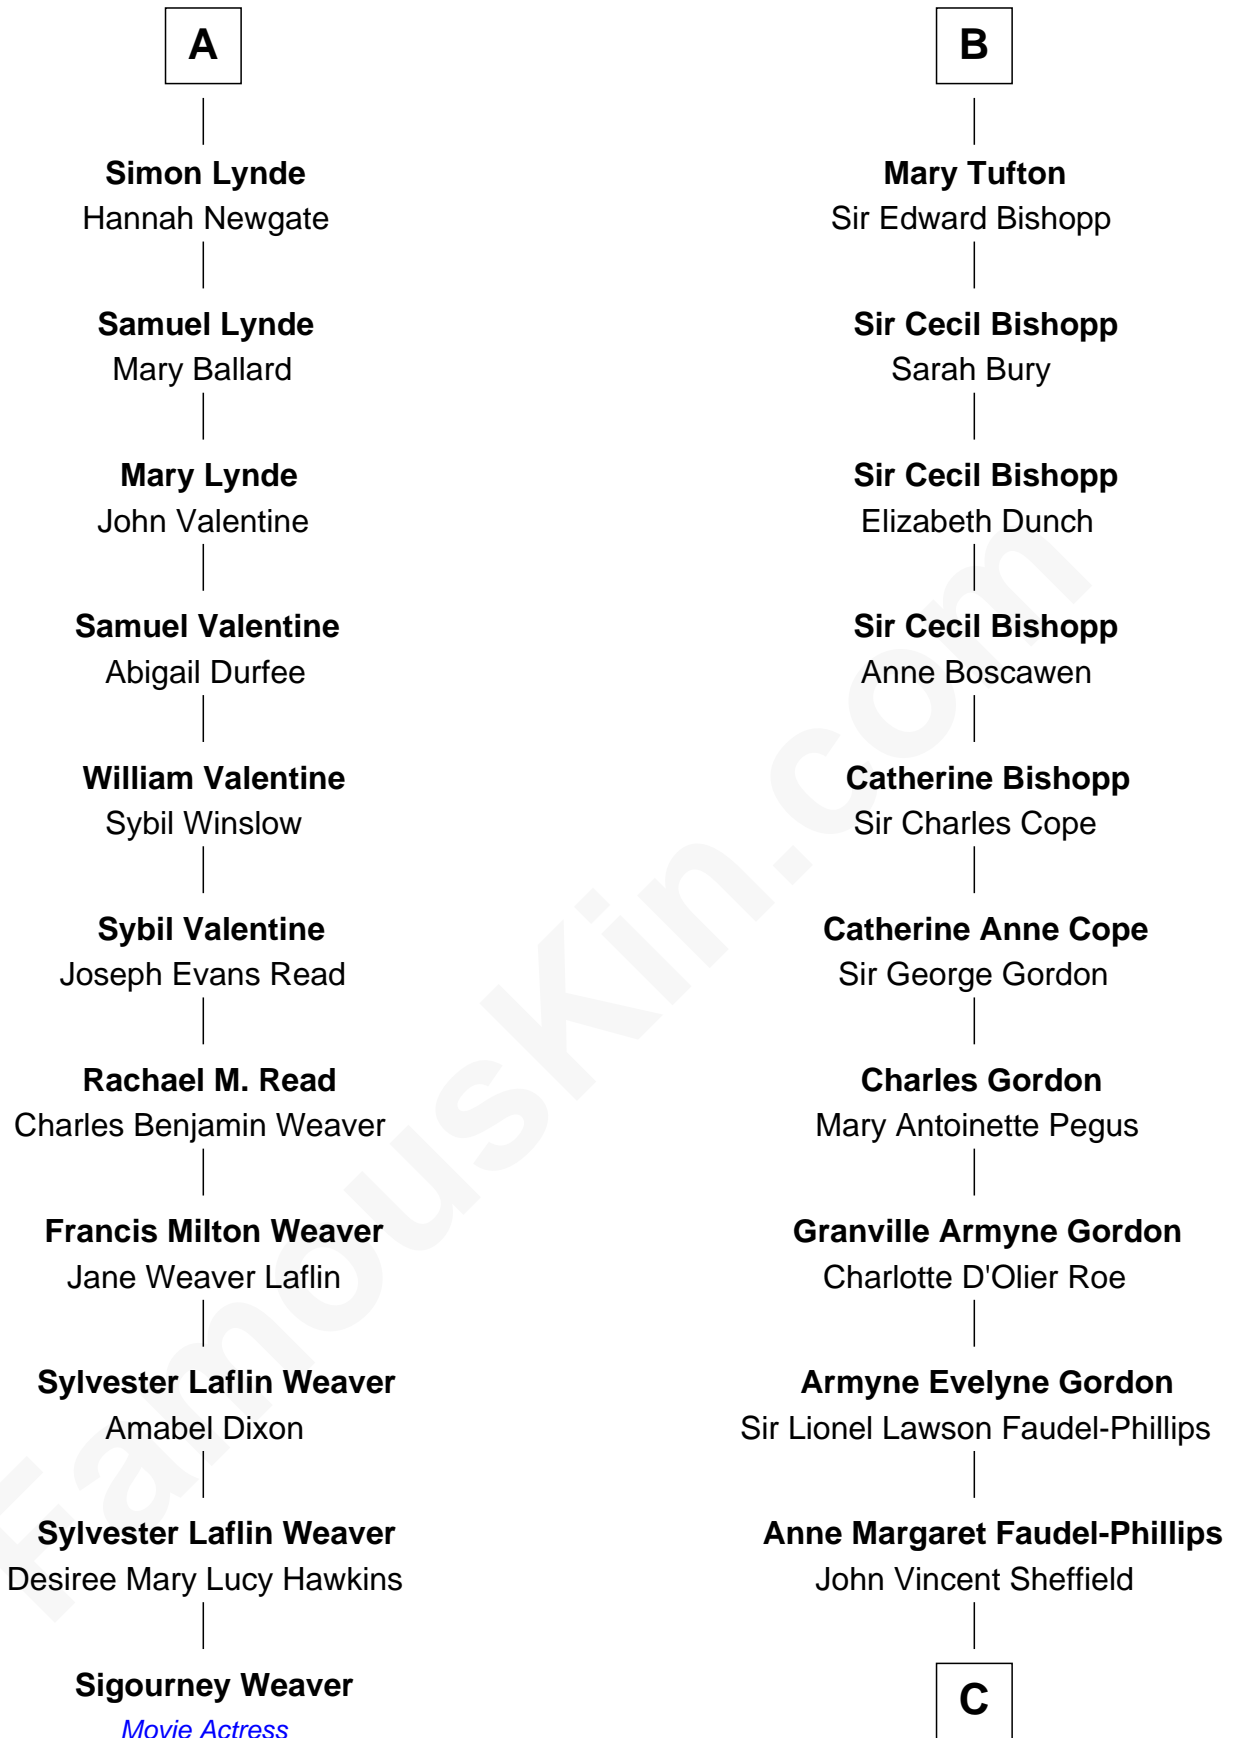 A
Simon Lynde
Hannah Newgate
Samuel Lynde
Mary Ballard
Mary Lynde
John Valentine
Samuel Valentine
Abigail Durfee
William Valentine
Sybil Winslow
Sybil Valentine
Joseph Evans Read
Rachael M. Read
Charles Benjamin Weaver
Francis Milton Weaver
Jane Weaver Laflin
Sylvester Laflin Weaver
Amabel Dixon
Sylvester Laflin Weaver
Desiree Mary Lucy Hawkins
Sigourney Weaver
Movie Actress
B
Mary Tufton
Sir Edward Bishopp
Sir Cecil Bishopp
Sarah Bury
Sir Cecil Bishopp
Elizabeth Dunch
Sir Cecil Bishopp
Anne Boscawen
Catherine Bishopp
Sir Charles Cope
Catherine Anne Cope
Sir George Gordon
Charles Gordon
Mary Antoinette Pegus
Granville Armyne Gordon
Charlotte D'Olier Roe
Armyne Evelyne Gordon
Sir Lionel Lawson Faudel-Phillips
Anne Margaret Faudel-Phillips
John Vincent Sheffield
C
FamousKin.com